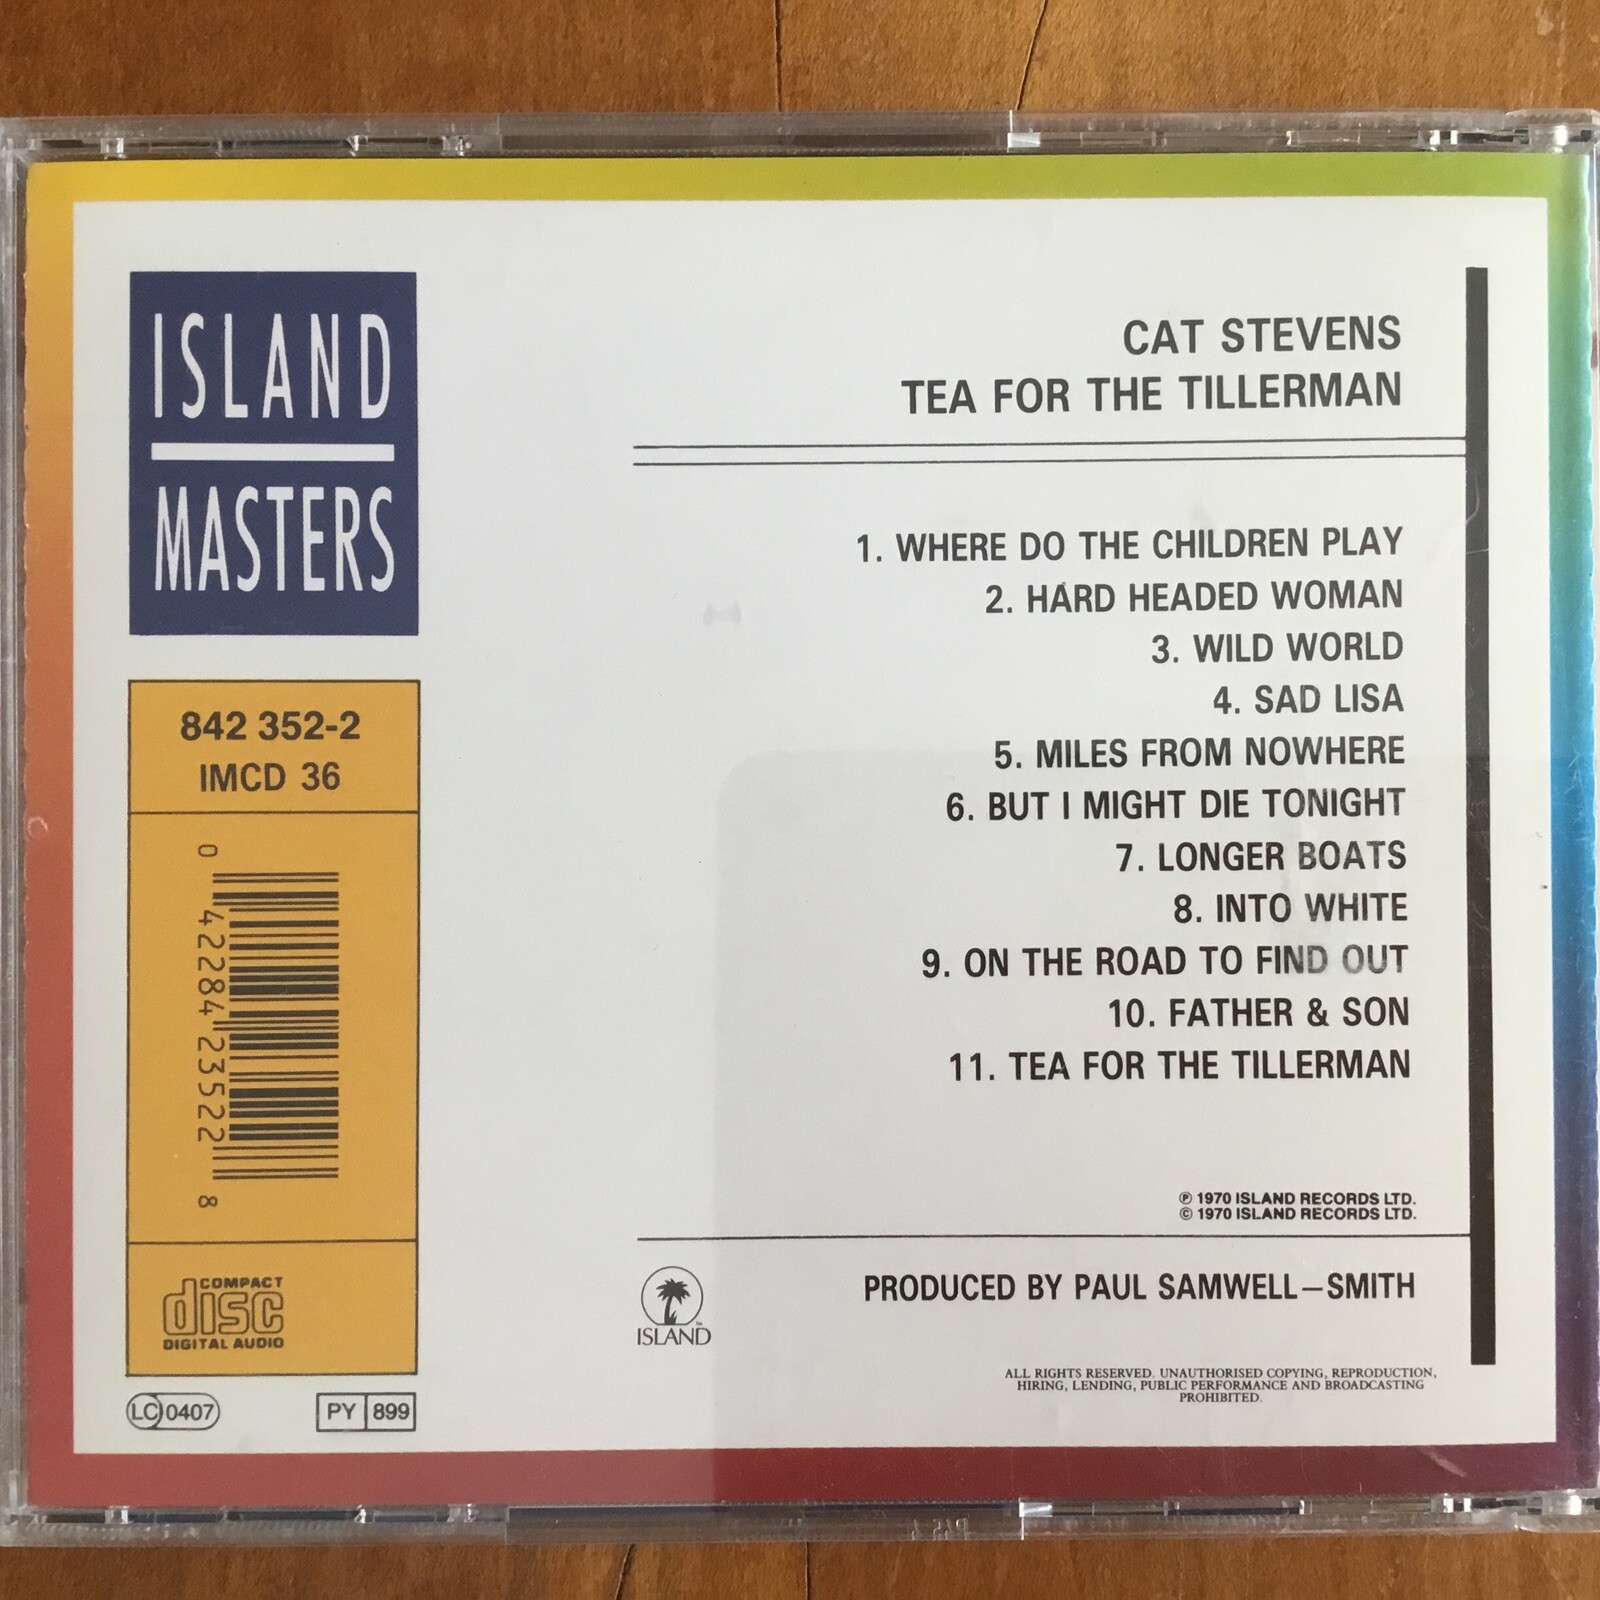 ISLAND
MASTERS
842 352-2
IMCD 36
0 42284 23522 8
COMPACT
disc
DIGITAL AUDIO
LC 0407
PY 899
CAT STEVENS
TEA FOR THE TILLERMAN
1. WHERE DO THE CHILDREN PLAY
2. HARD HEADED WOMAN
3. WILD WORLD
4. SAD LISA
5. MILES FROM NOWHERE
6. BUT I MIGHT DIE TONIGHT
7. LONGER BOATS
8. INTO WHITE
9. ON THE ROAD TO FIND OUT
10. FATHER & SON
11. TEA FOR THE TILLERMAN
℗ 1970 ISLAND RECORDS LTD.
© 1970 ISLAND RECORDS LTD.
ISLAND
PRODUCED BY PAUL SAMWELL–SMITH
ALL RIGHTS RESERVED. UNAUTHORISED COPYING, REPRODUCTION,
HIRING, LENDING, PUBLIC PERFORMANCE AND BROADCASTING
PROHIBITED.